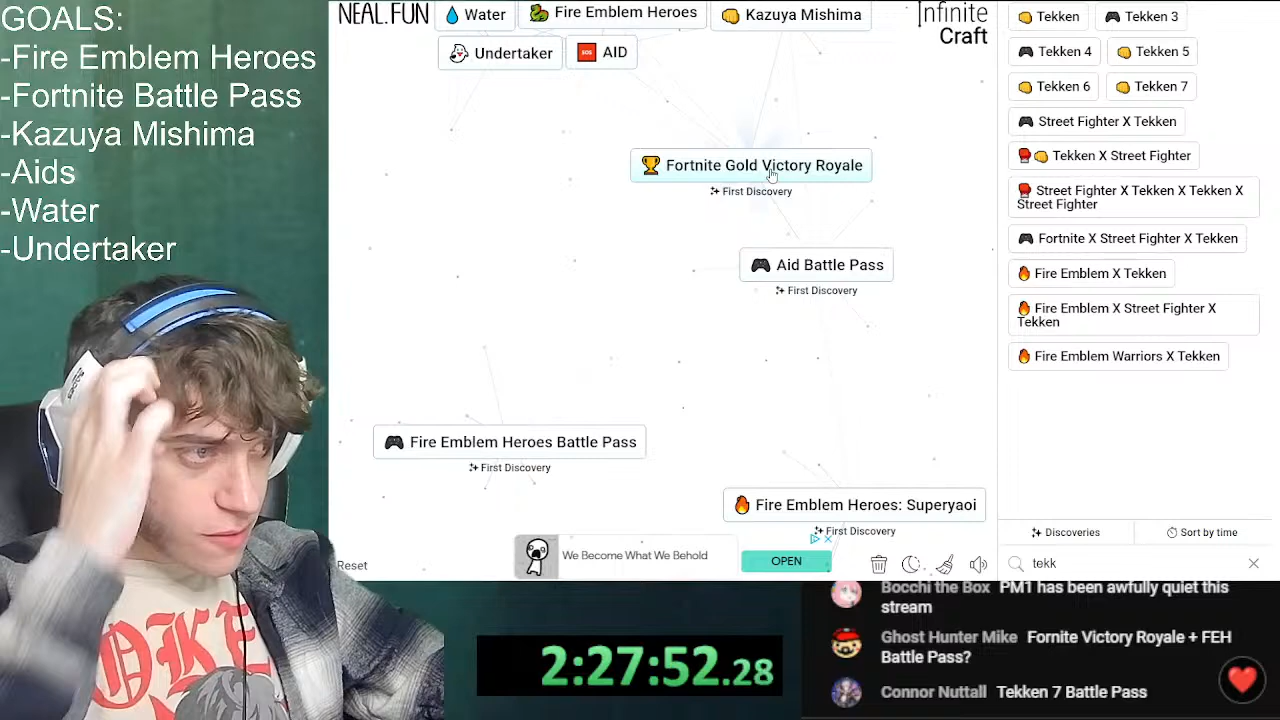 GOALS:
-Fire Emblem Heroes
-Fortnite Battle Pass
-Kazuya Mishima
-Aids
-Water
-Undertaker
NEAL.FUN
Water
Fire Emblem Heroes
Kazuya Mishima
Undertaker
SOS
AID
Infinite
Craft
Fortnite Gold Victory Royale
First Discovery
Aid Battle Pass
First Discovery
Fire Emblem Heroes Battle Pass
First Discovery
Fire Emblem Heroes: Superyaoi
First Discovery
We Become What We Behold
OPEN
Reset
Tekken
Tekken 3
Tekken 4
Tekken 5
Tekken 6
Tekken 7
Street Fighter X Tekken
Tekken X Street Fighter
Street Fighter X Tekken X Tekken X
Street Fighter
Fortnite X Street Fighter X Tekken
Fire Emblem X Tekken
Fire Emblem X Street Fighter X
Tekken
Fire Emblem Warriors X Tekken
Discoveries
Sort by time
tekk
2:27:52.28
Bocchi the Box PM1 has been awfully quiet this
stream
Ghost Hunter Mike Fornite Victory Royale + FEH
Battle Pass?
Connor Nuttall Tekken 7 Battle Pass